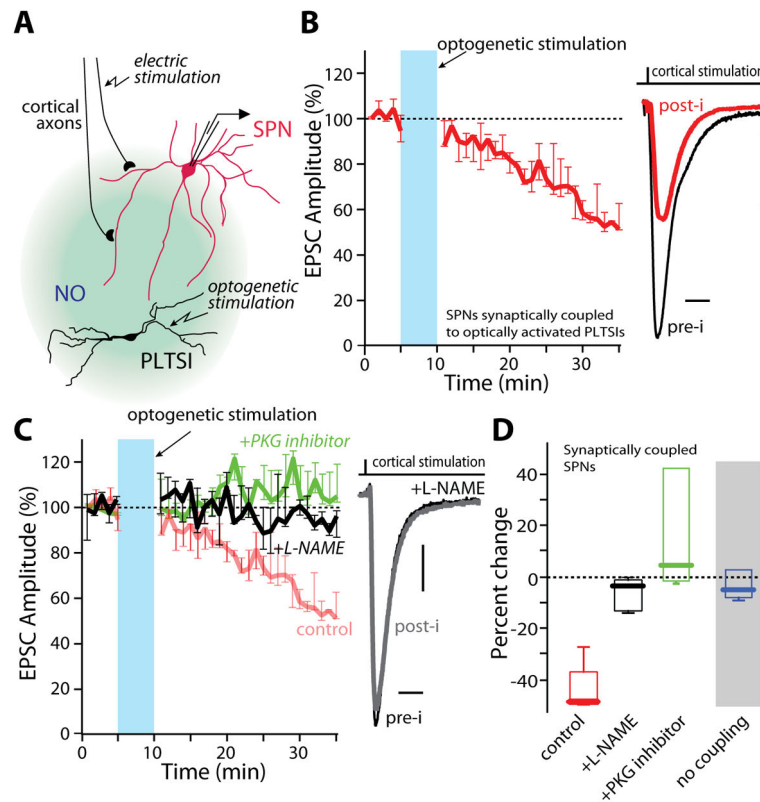 A
electric
stimulation
cortical
axons
SPN
NO
optogenetic
stimulation
PLTSI
B
optogenetic stimulation
EPSC Amplitude (%)
120
100
80
60
40
20
0
SPNs synaptically coupled
to optically activated PLTSIs
0
10
20
30
Time (min)
cortical stimulation
post-i
pre-i
C
optogenetic stimulation
+PKG inhibitor
EPSC Amplitude (%)
120
100
80
60
40
20
0
+L-NAME
control
0
10
20
30
Time (min)
cortical stimulation
+L-NAME
post-i
pre-i
D
Synaptically coupled
SPNs
Percent change
40
20
0
-20
-40
control
+L-NAME
+PKG inhibitor
no coupling